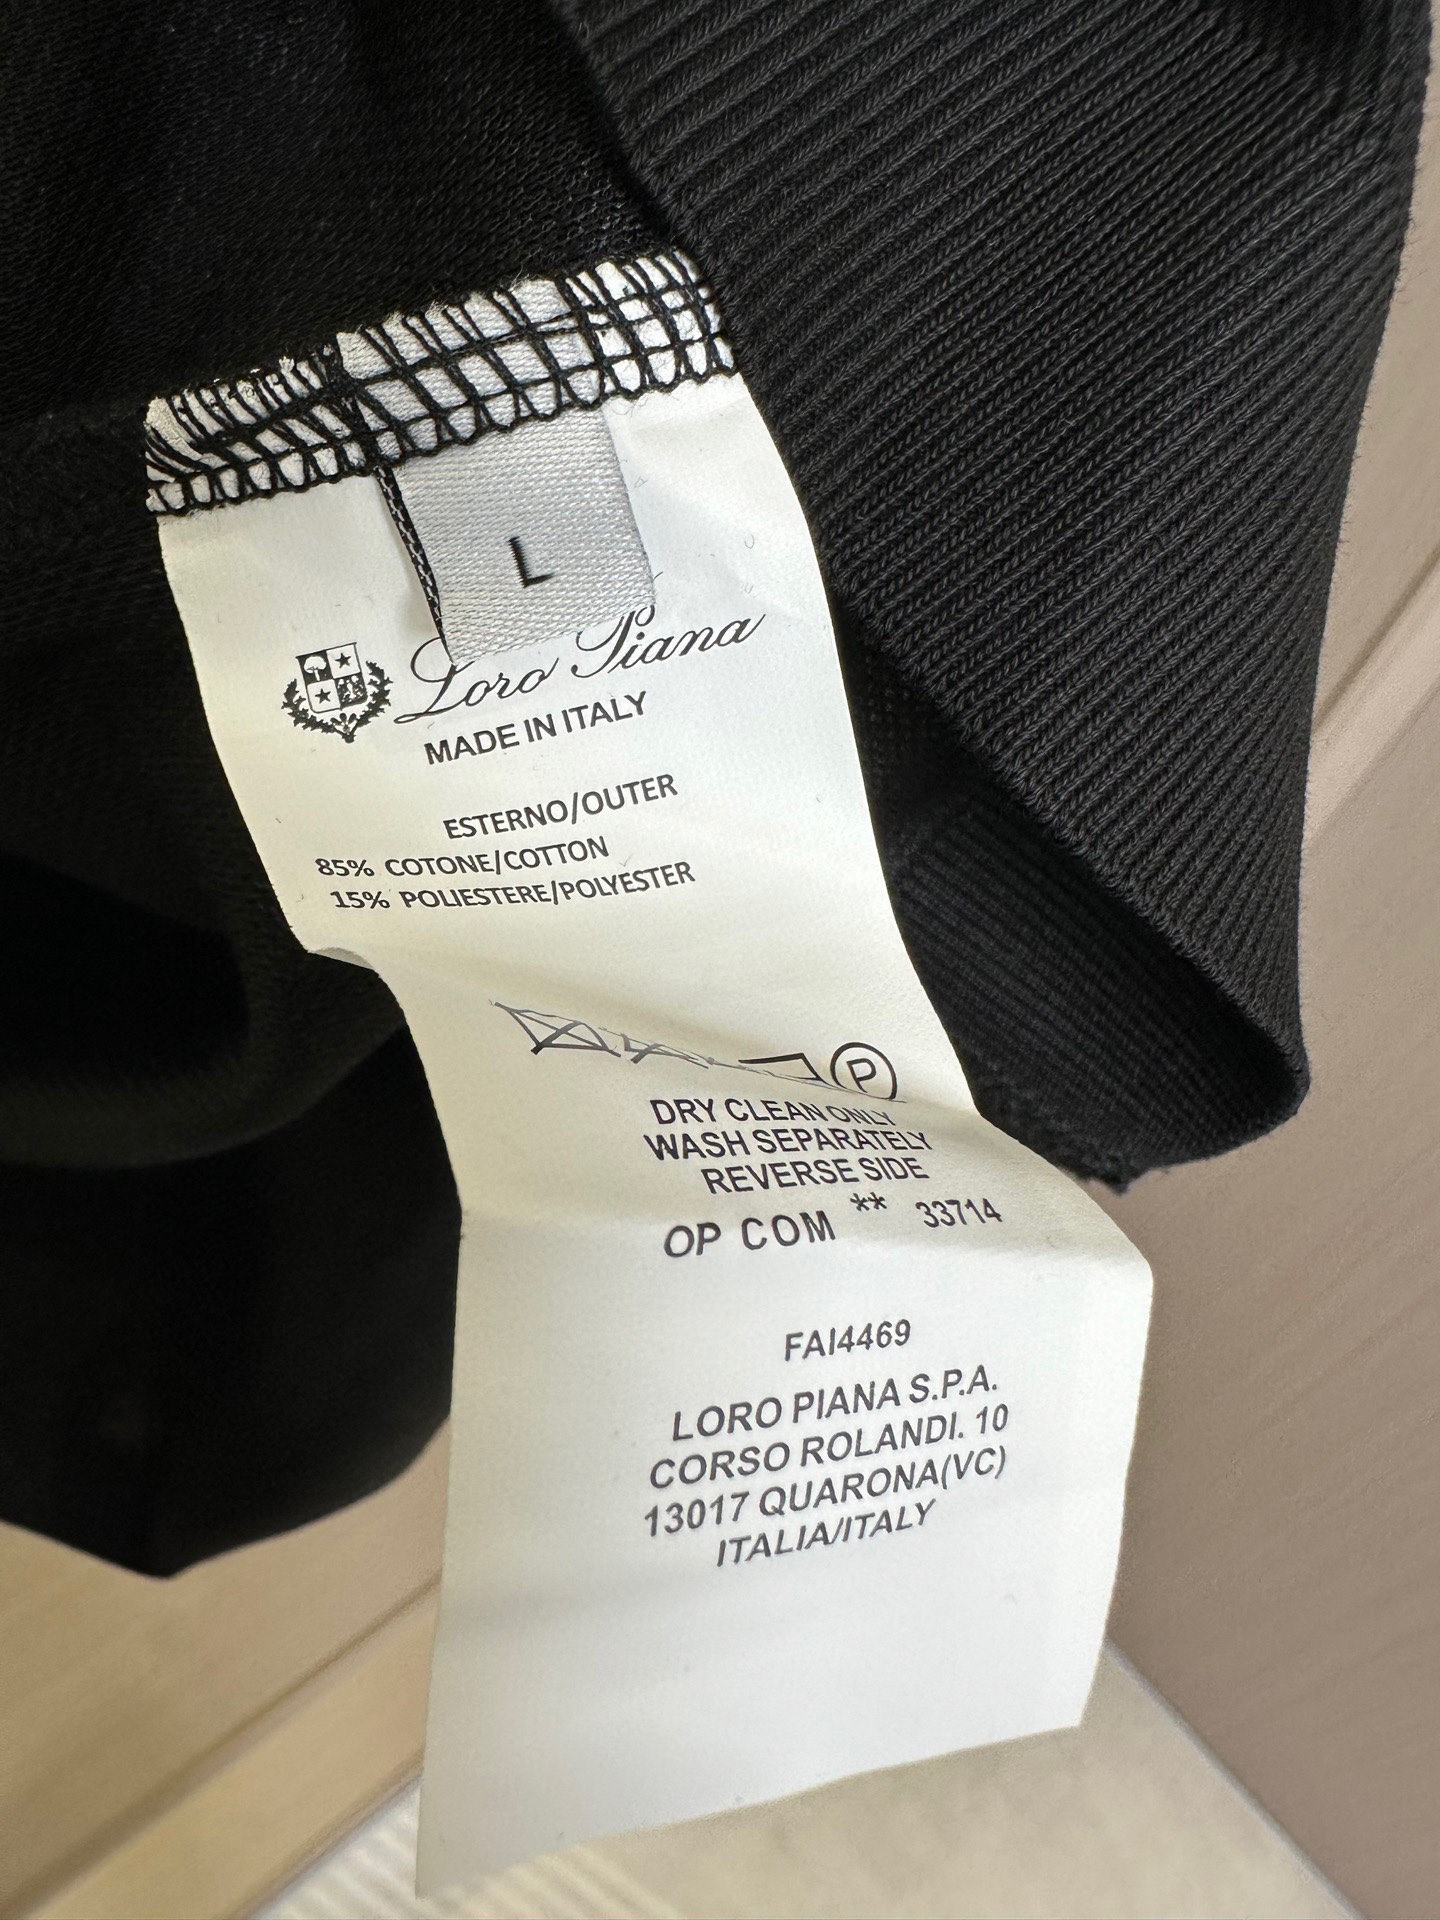 L
Loro Piana
MADE IN ITALY
ESTERNO/OUTER
85% COTONE/COTTON
15% POLIESTERE/POLYESTER
P
DRY CLEAN ONLY
WASH SEPARATELY
REVERSE SIDE
OP COM ** 33714
FAI4469
LORO PIANA S.P.A.
CORSO ROLANDI. 10
13017 QUARONA(VC)
ITALIA/ITALY